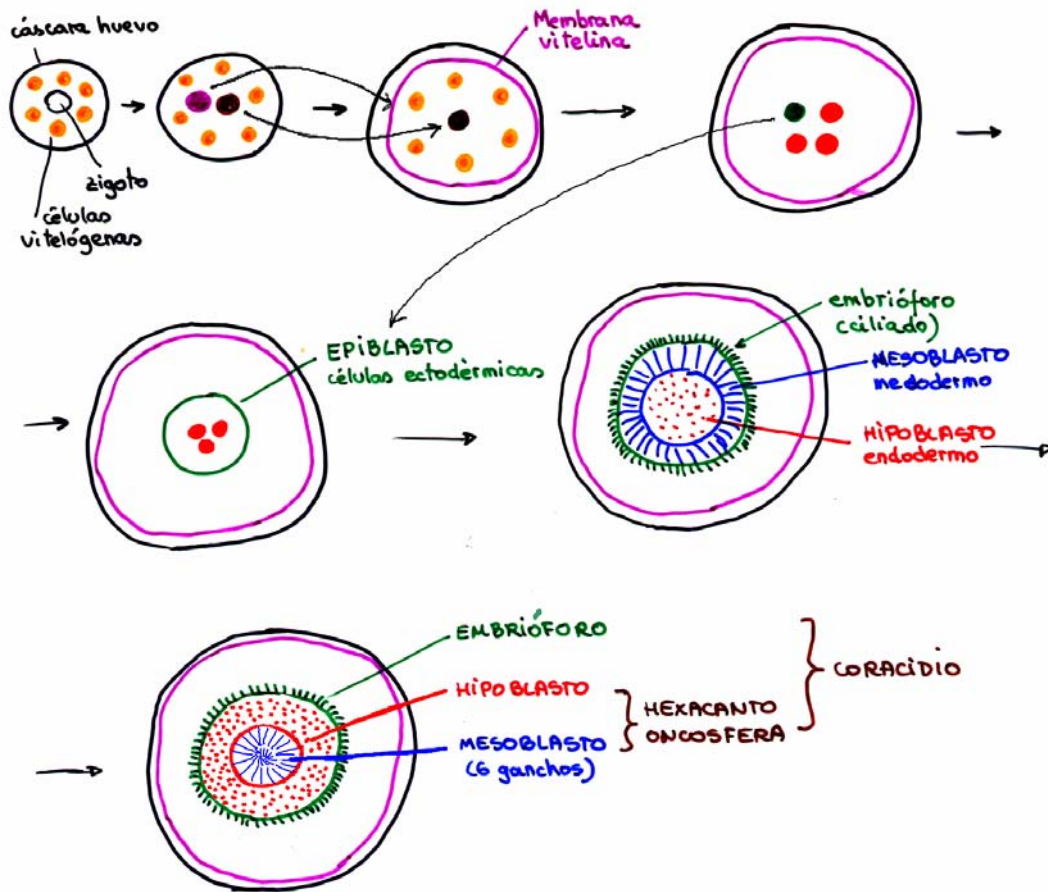 cáscara huevo
zigoto
células
vitelógenas
Membrana
vitelina
EPIBLASTO
células ectodérmicas
embrióforo
(ciliado)
MESOBLASTO
mesodermo
HIPOBLASTO
endodermo
EMBRIÓFORO
HIPOBLASTO
MESOBLASTO
(6 ganchos)
HEXACANTO
ONCOSFERA
CORACIDIO